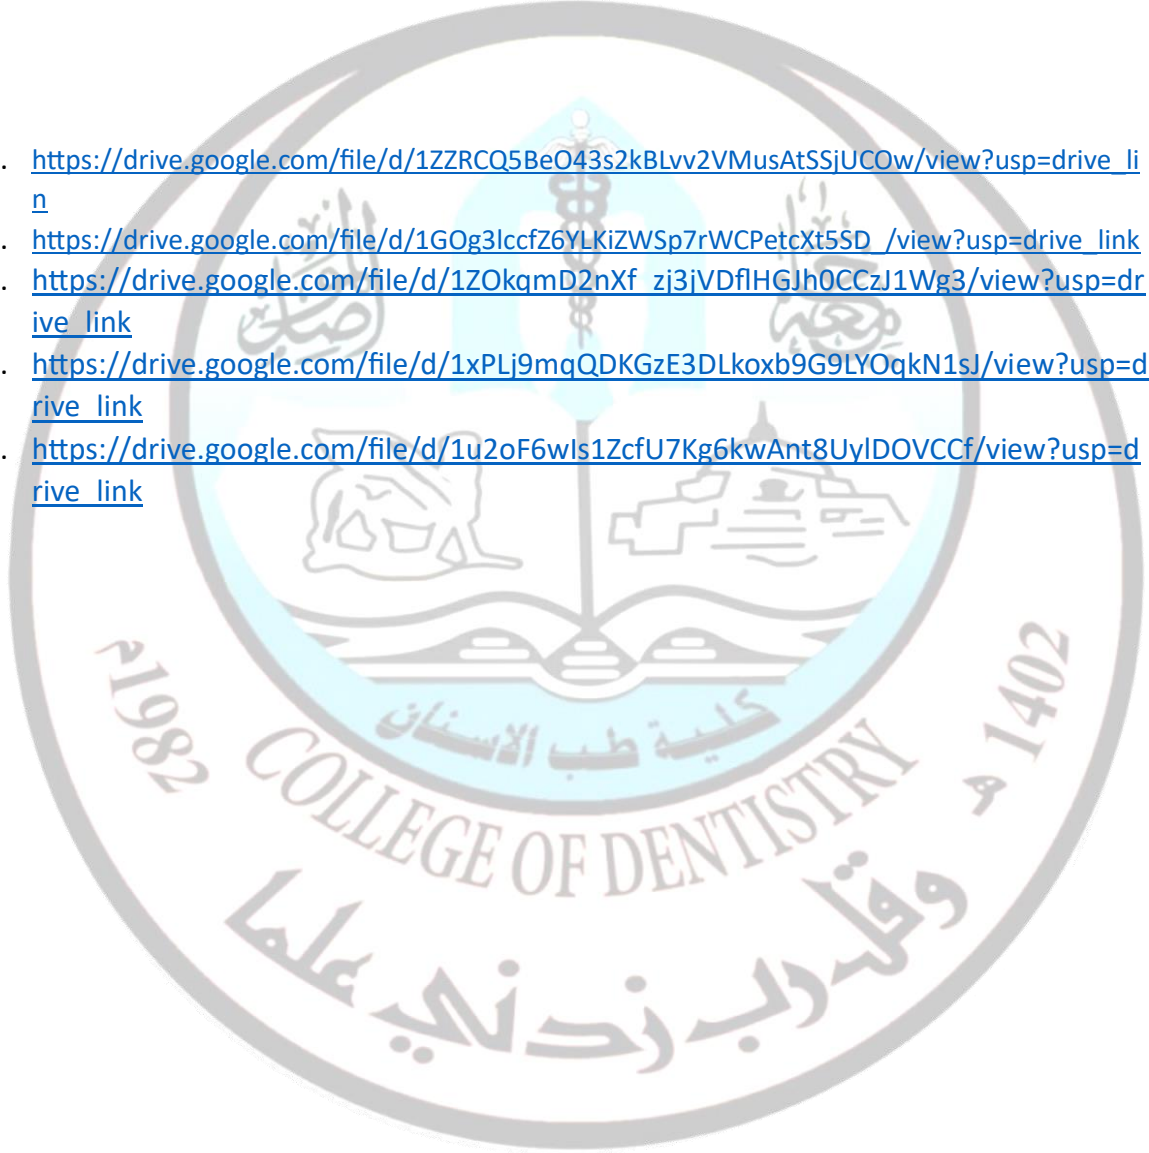 . https://drive.google.com/file/d/1ZZRCQ5BeO43s2kBLvv2VMusAtSSjUCOw/view?usp=drive_li
n
. https://drive.google.com/file/d/1GOg3lccfZ6YLKiZWSp7rWCPetcXt5SD_/view?usp=drive_link
. https://drive.google.com/file/d/1ZOkqmD2nXf_zj3jVDflHGJh0CCzJ1Wg3/view?usp=dr
ive_link
. https://drive.google.com/file/d/1xPLj9mqQDKGzE3DLkoxb9G9LYOqkN1sJ/view?usp=d
rive_link
. https://drive.google.com/file/d/1u2oF6wIs1ZcfU7Kg6kwAnt8UylDOVCCf/view?usp=d
rive_link
جامعة الموصل
كلية طب الاسنان
1982م
1402 هـ
COLLEGE OF DENTISTRY
وقل رب زدني علما